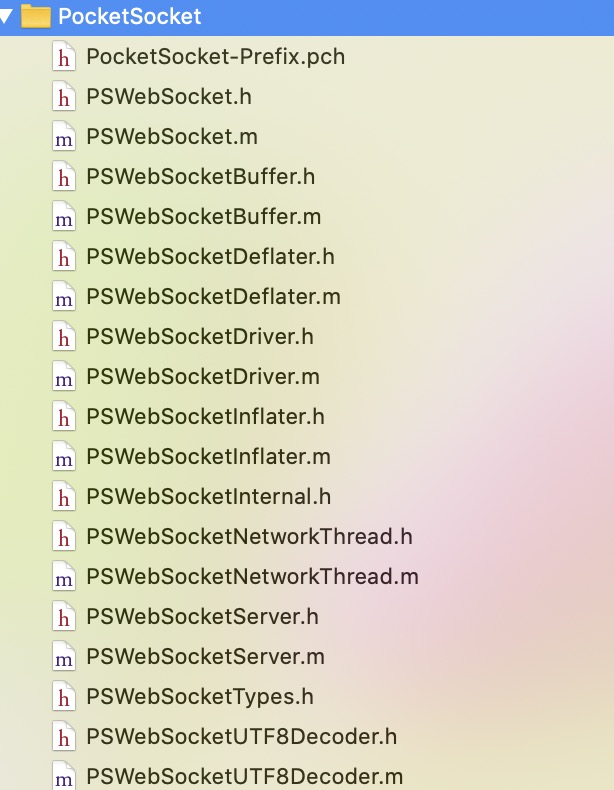 PocketSocket
h PocketSocket-Prefix.pch
h PSWebSocket.h
m PSWebSocket.m
h PSWebSocketBuffer.h
m PSWebSocketBuffer.m
h PSWebSocketDeflater.h
m PSWebSocketDeflater.m
h PSWebSocketDriver.h
m PSWebSocketDriver.m
h PSWebSocketInflater.h
m PSWebSocketInflater.m
h PSWebSocketInternal.h
h PSWebSocketNetworkThread.h
m PSWebSocketNetworkThread.m
h PSWebSocketServer.h
m PSWebSocketServer.m
h PSWebSocketTypes.h
h PSWebSocketUTF8Decoder.h
m PSWebSocketUTF8Decoder.m